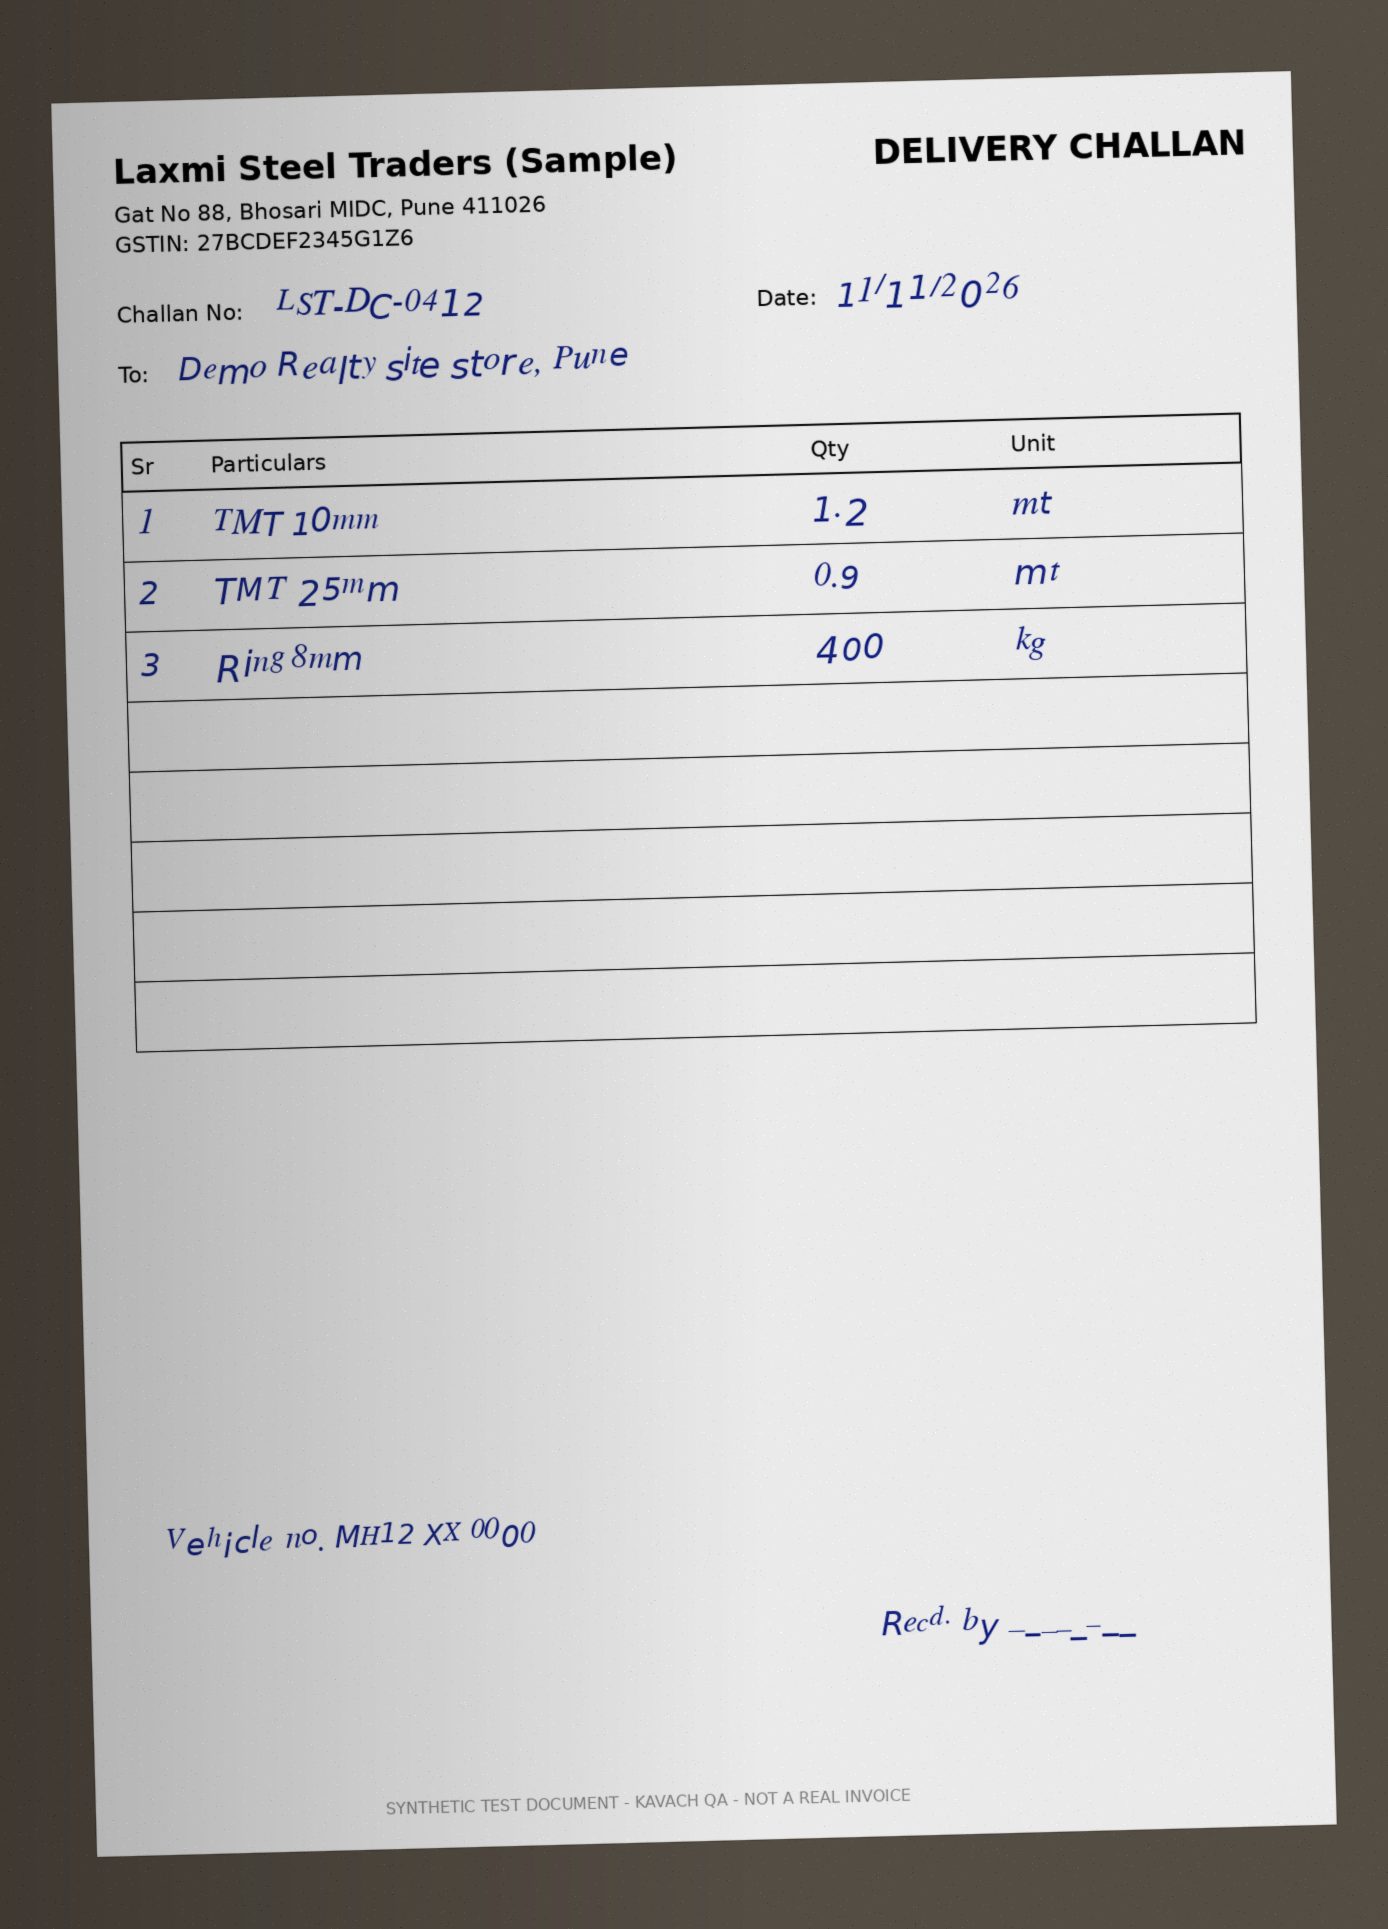 Laxmi Steel Traders (Sample)
DELIVERY CHALLAN
Gat No 88, Bhosari MIDC, Pune 411026
GSTIN: 27BCDEF2345G1Z6
Challan No: LST-DC-0412 Date: 11/11/2026
To: Demo Realty site store, Pune
Sr Particulars Qty Unit
1 TMT 10mm 1.2 mt
2 TMT 25mm 0.9 mt
3 Ring 8mm 400 kg
Vehicle no. MH12 XX 0000
Recd. by ________
SYNTHETIC TEST DOCUMENT - KAVACH QA - NOT A REAL INVOICE